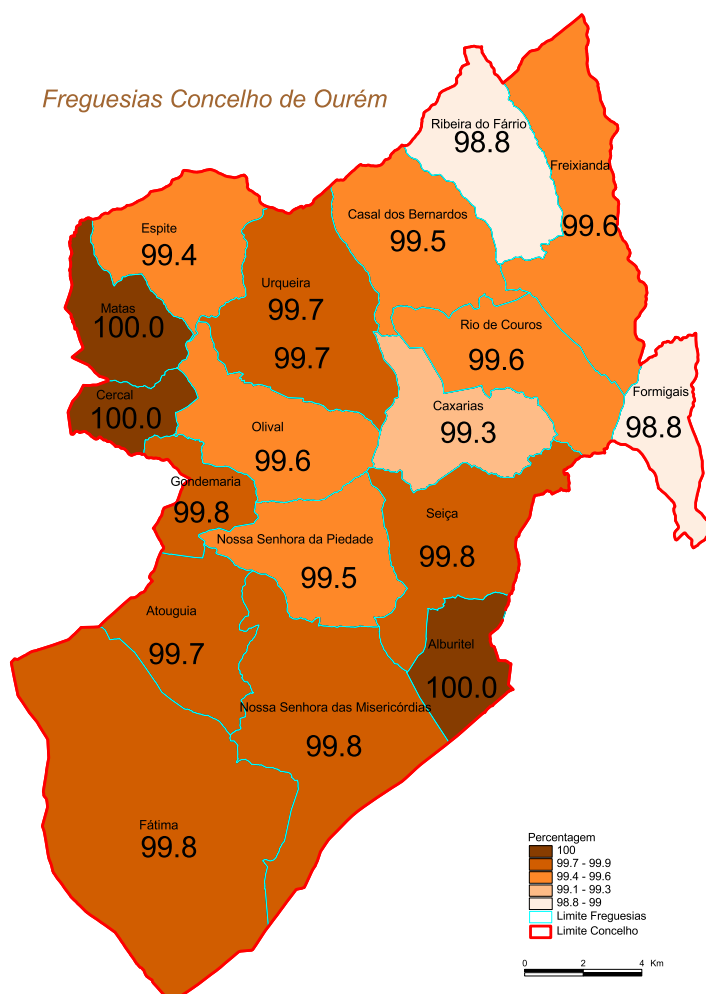 Freguesias Concelho de Ourém
Ribeira do Fárrio
98.8
Freixianda
99.6
Casal dos Bernardos
99.5
Espite
99.4
Urqueira
99.7
99.7
Matas
100.0
Rio de Couros
99.6
Cercal
100.0
Caxarias
99.3
Formigais
98.8
Olival
99.6
Gondemaria
99.8
Seiça
99.8
Nossa Senhora da Piedade
99.5
Atouguia
99.7
Alburitel
100.0
Nossa Senhora das Misericórdias
99.8
Fátima
99.8
Percentagem
100
99.7 - 99.9
99.4 - 99.6
99.1 - 99.3
98.8 - 99
Limite Freguesias
Limite Concelho
0 2 4 Km